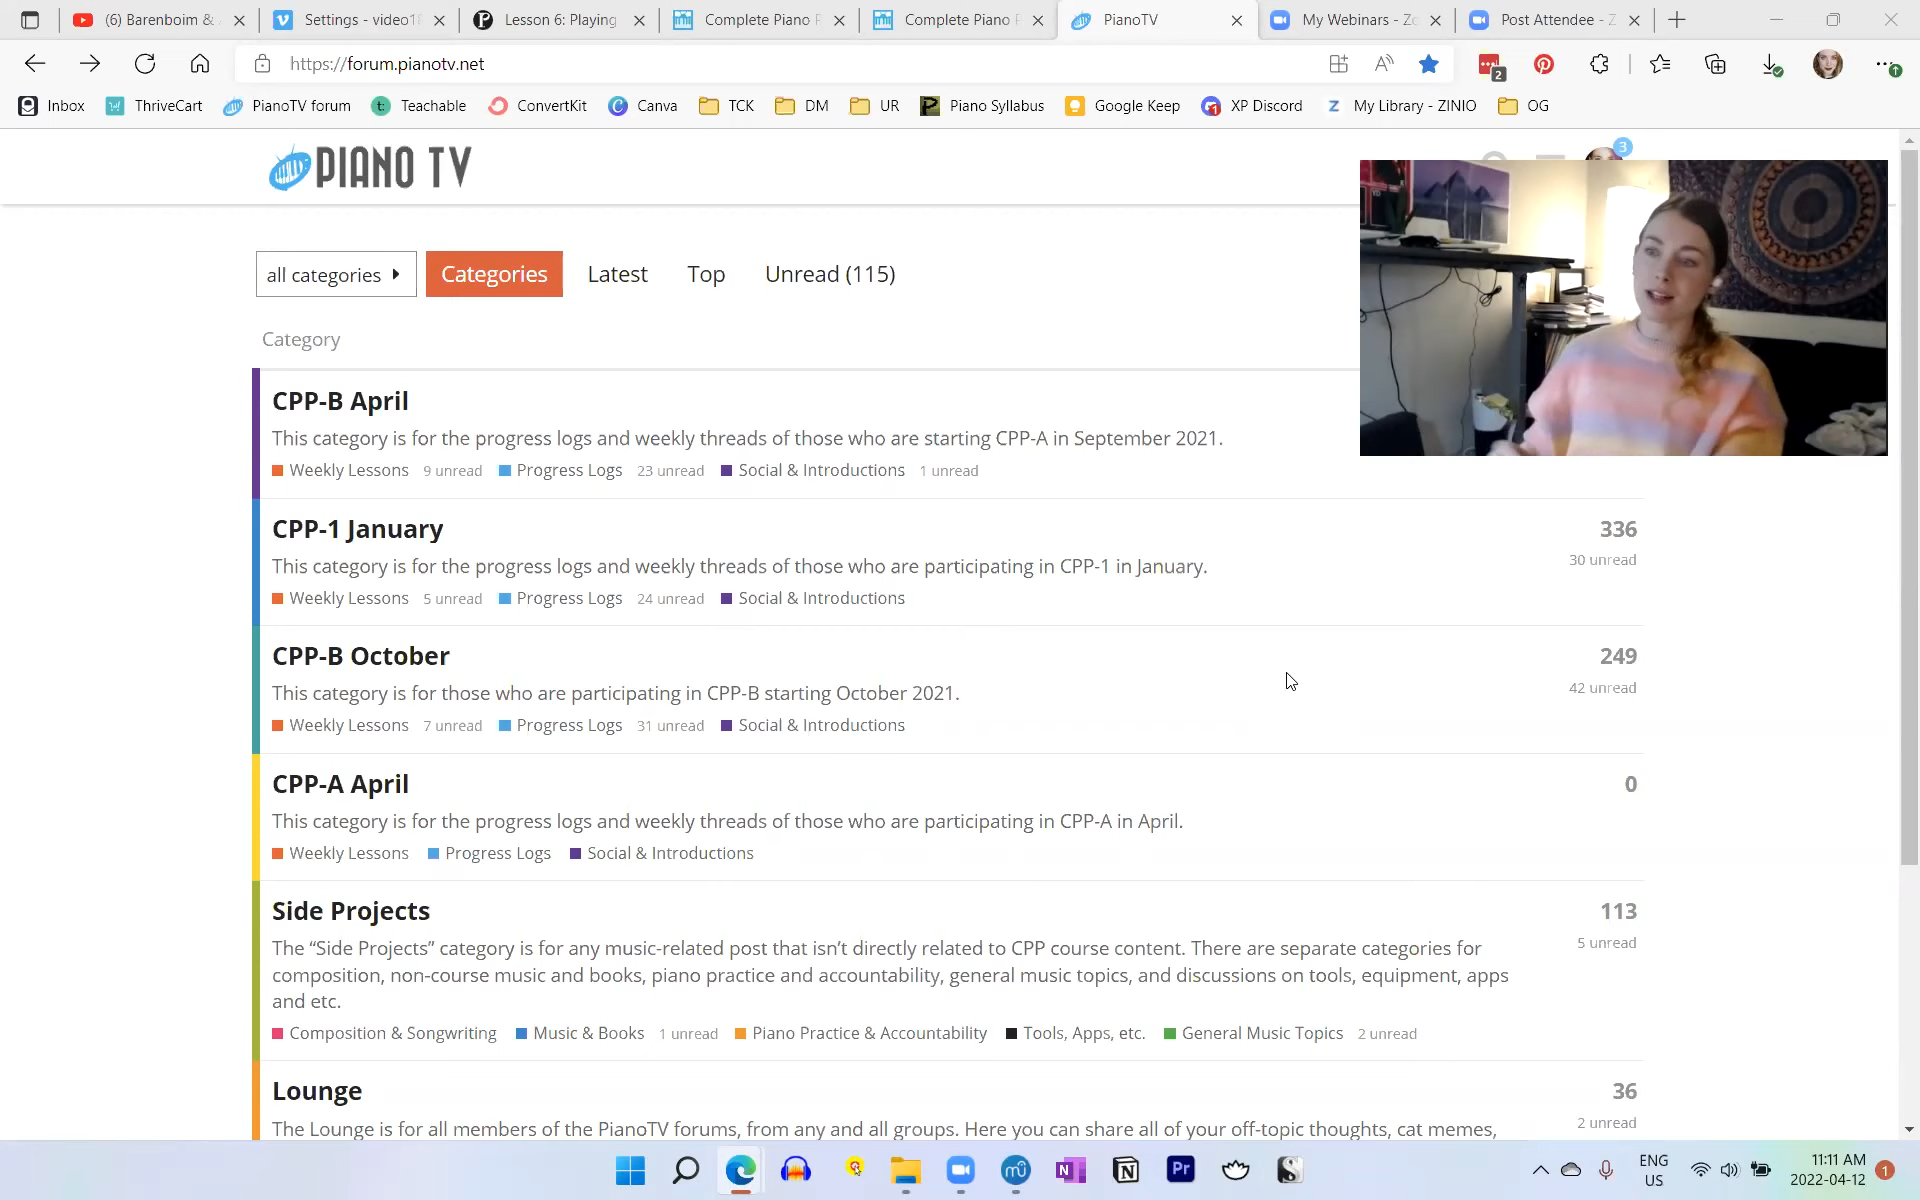 (6) Barenboim &
Settings - video1
Lesson 6: Playing
Complete Piano P
Complete Piano P
PianoTV
My Webinars - Zo
Post Attendee - Z
https://forum.pianotv.net
2
Inbox
ThriveCart
PianoTV forum
Teachable
ConvertKit
Canva
TCK
DM
UR
Piano Syllabus
Google Keep
XP Discord
My Library - ZINIO
OG
PIANO TV
3
all categories
Categories
Latest
Top
Unread (115)
Category
CPP-B April
This category is for the progress logs and weekly threads of those who are starting CPP-A in September 2021.
Weekly Lessons 9 unread Progress Logs 23 unread Social & Introductions 1 unread
CPP-1 January
336
This category is for the progress logs and weekly threads of those who are participating in CPP-1 in January.
30 unread
Weekly Lessons 5 unread Progress Logs 24 unread Social & Introductions
CPP-B October
249
This category is for those who are participating in CPP-B starting October 2021.
42 unread
Weekly Lessons 7 unread Progress Logs 31 unread Social & Introductions
CPP-A April
0
This category is for the progress logs and weekly threads of those who are participating in CPP-A in April.
Weekly Lessons Progress Logs Social & Introductions
Side Projects
113
The “Side Projects” category is for any music-related post that isn’t directly related to CPP course content. There are separate categories for
5 unread
composition, non-course music and books, piano practice and accountability, general music topics, and discussions on tools, equipment, apps
and etc.
Composition & Songwriting Music & Books 1 unread Piano Practice & Accountability Tools, Apps, etc. General Music Topics 2 unread
Lounge
36
The Lounge is for all members of the PianoTV forums, from any and all groups. Here you can share all of your off-topic thoughts, cat memes,
2 unread
Pr
ENG
US
11:11 AM
2022-04-12
1